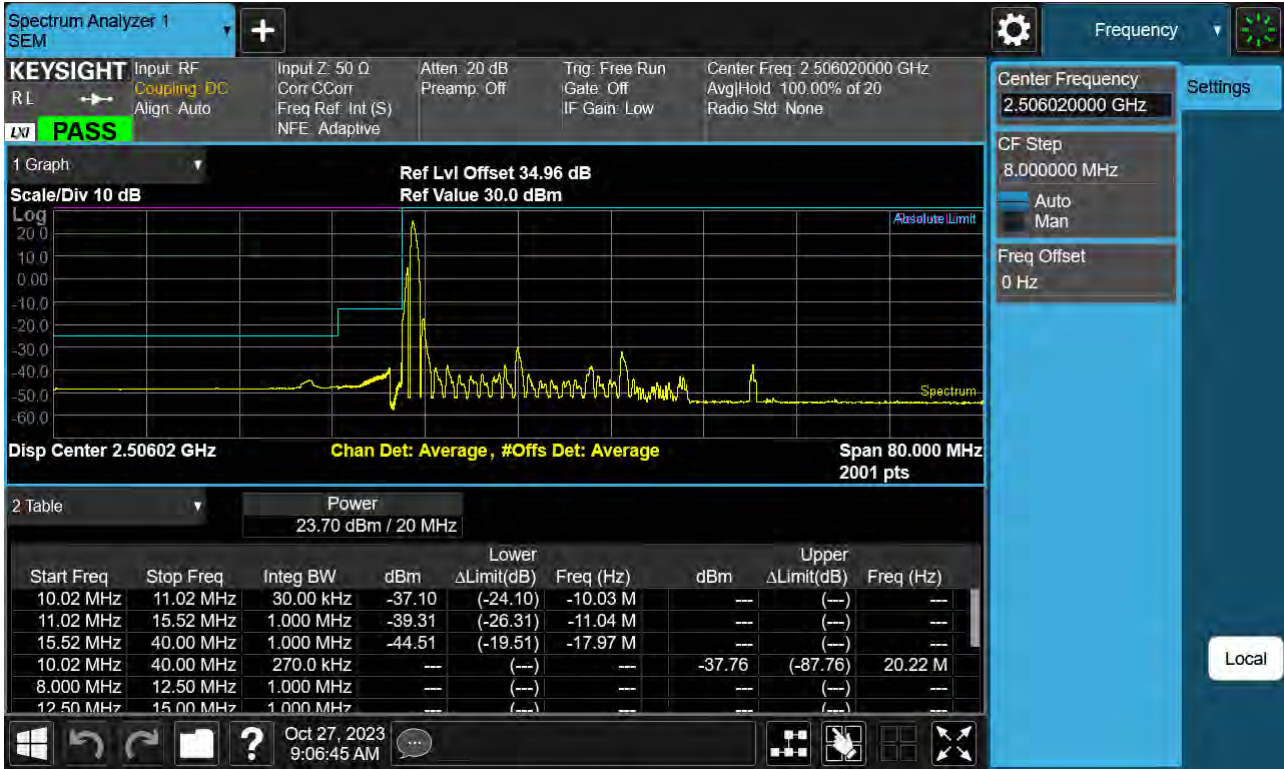 Spectrum Analyzer 1
SEM
Frequency
KEYSIGHT
RL
LXI
PASS
Input: RF
Coupling: DC
Align: Auto
Input Z: 50 Ω
Corr CCorr
Freq Ref: Int (S)
NFE: Adaptive
Atten: 20 dB
Preamp: Off
Trig: Free Run
Gate: Off
IF Gain: Low
Center Freq: 2.506020000 GHz
Avg|Hold: 100.00% of 20
Radio Std: None
Center Frequency
2.506020000 GHz
Settings
CF Step
8.000000 MHz
Auto
Man
Freq Offset
0 Hz
1 Graph
Scale/Div 10 dB
Ref Lvl Offset 34.96 dB
Ref Value 30.0 dBm
Log
20.0
10.0
0.00
-10.0
-20.0
-30.0
-40.0
-50.0
-60.0
Absolute Limit
Spectrum
Disp Center 2.50602 GHz
Chan Det: Average, #Offs Det: Average
Span 80.000 MHz
2001 pts
2 Table
Power
23.70 dBm / 20 MHz
Lower Upper
Start Freq Stop Freq Integ BW dBm ΔLimit(dB) Freq (Hz) dBm ΔLimit(dB) Freq (Hz)
10.02 MHz 11.02 MHz 30.00 kHz -37.10 (-24.10) -10.03 M --- (---) ---
11.02 MHz 15.52 MHz 1.000 MHz -39.31 (-26.31) -11.04 M --- (---) ---
15.52 MHz 40.00 MHz 1.000 MHz -44.51 (-19.51) -17.97 M --- (---) ---
10.02 MHz 40.00 MHz 270.0 kHz --- (---) --- -37.76 (-87.76) 20.22 M
8.000 MHz 12.50 MHz 1.000 MHz --- (---) --- --- (---) ---
12.50 MHz 15.00 MHz 1.000 MHz --- (---) --- --- (---) ---
Local
?
Oct 27, 2023
9:06:45 AM